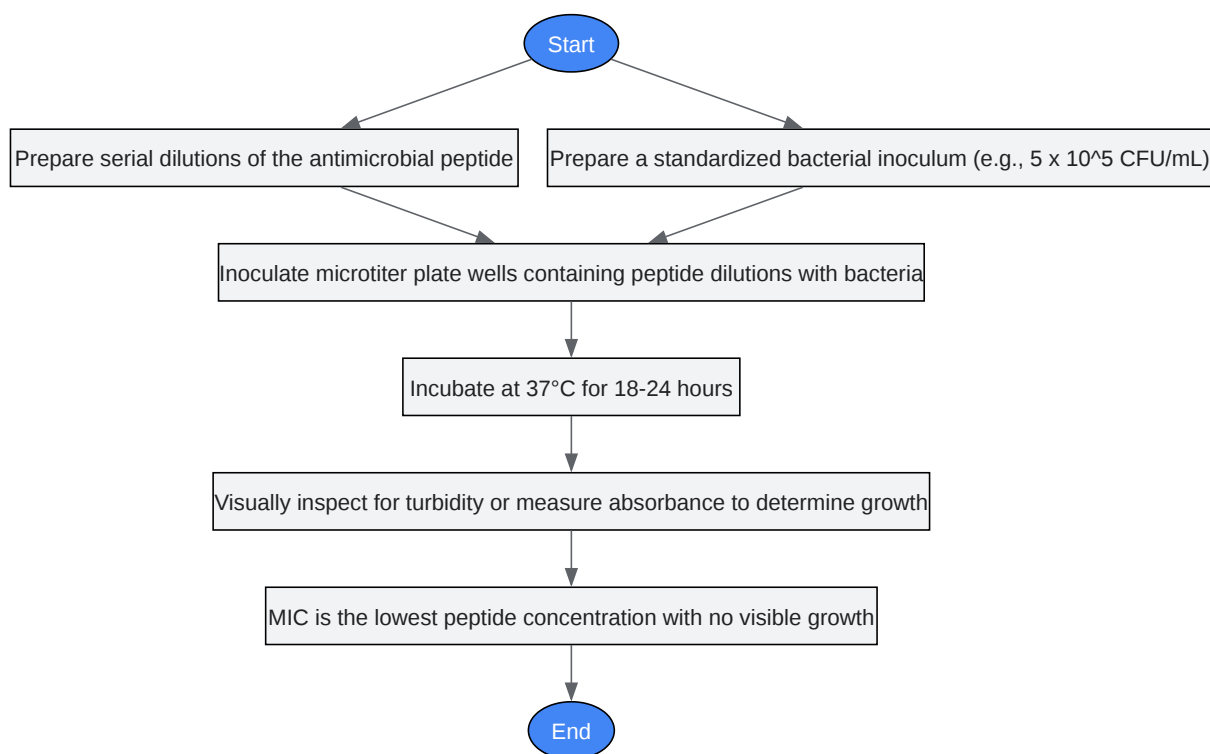 Start
Prepare serial dilutions of the antimicrobial peptide
Prepare a standardized bacterial inoculum (e.g., 5 x 10^5 CFU/mL)
Inoculate microtiter plate wells containing peptide dilutions with bacteria
Incubate at 37°C for 18-24 hours
Visually inspect for turbidity or measure absorbance to determine growth
MIC is the lowest peptide concentration with no visible growth
End